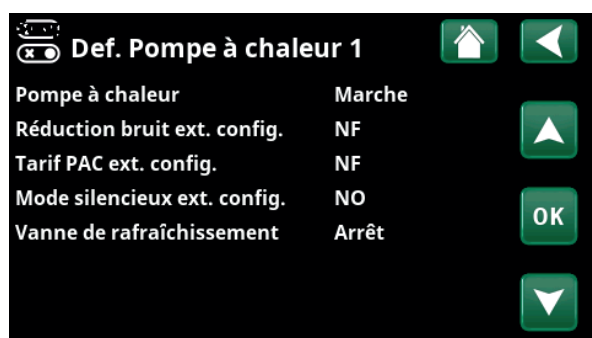 Def. Pompe à chaleur 1
Pompe à chaleur Marche
Réduction bruit ext. config. NF
Tarif PAC ext. config. NF
Mode silencieux ext. config. NO
Vanne de rafraîchissement Arrêt
OK